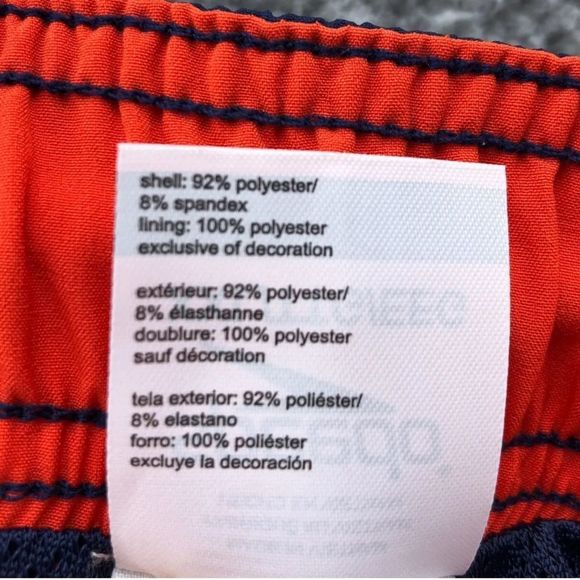 shell: 92% polyester/
8% spandex
lining: 100% polyester
exclusive of decoration
extérieur: 92% polyester/
8% élasthanne
doublure: 100% polyester
sauf décoration
tela exterior: 92% poliéster/
8% elastano
forro: 100% poliéster
excluye la decoración